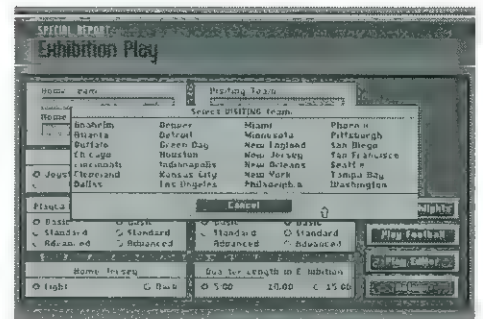 SPECIAL REPORT
Exhibition Play
Home Team
Visiting Team
Select VISITING team.
Anaheim Denver Miami Phoenix
Atlanta Detroit Minnesota Pittsburgh
Buffalo Green Bay New England San Diego
Chicago Houston New Jersey San Francisco
Cincinnati Indianapolis New Orleans Seattle
Cleveland Kansas City New York Tampa Bay
Dallas Los Angeles Philadelphia Washington
Cancel
Basic Basic Basic Basic
Standard Standard Standard Standard
Advanced Advanced Advanced Advanced
Play Football
Home Jersey
Quarter Length in Exhibition
Light Dark 5:00 10:00 15:00